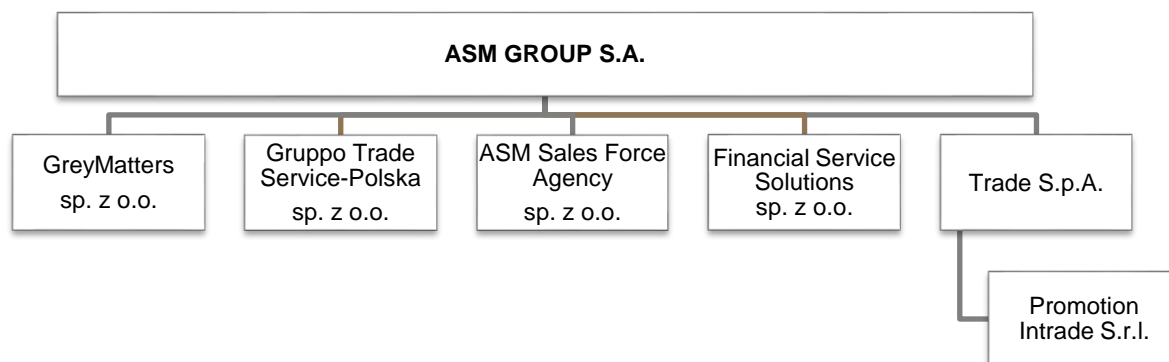 ASM GROUP S.A.
GreyMatters
sp. z o.o.
Gruppo Trade
Service-Polska
sp. z o.o.
ASM Sales Force
Agency
sp. z o.o.
Financial Service
Solutions
sp. z o.o.
Trade S.p.A.
Promotion
Intrade S.r.l.